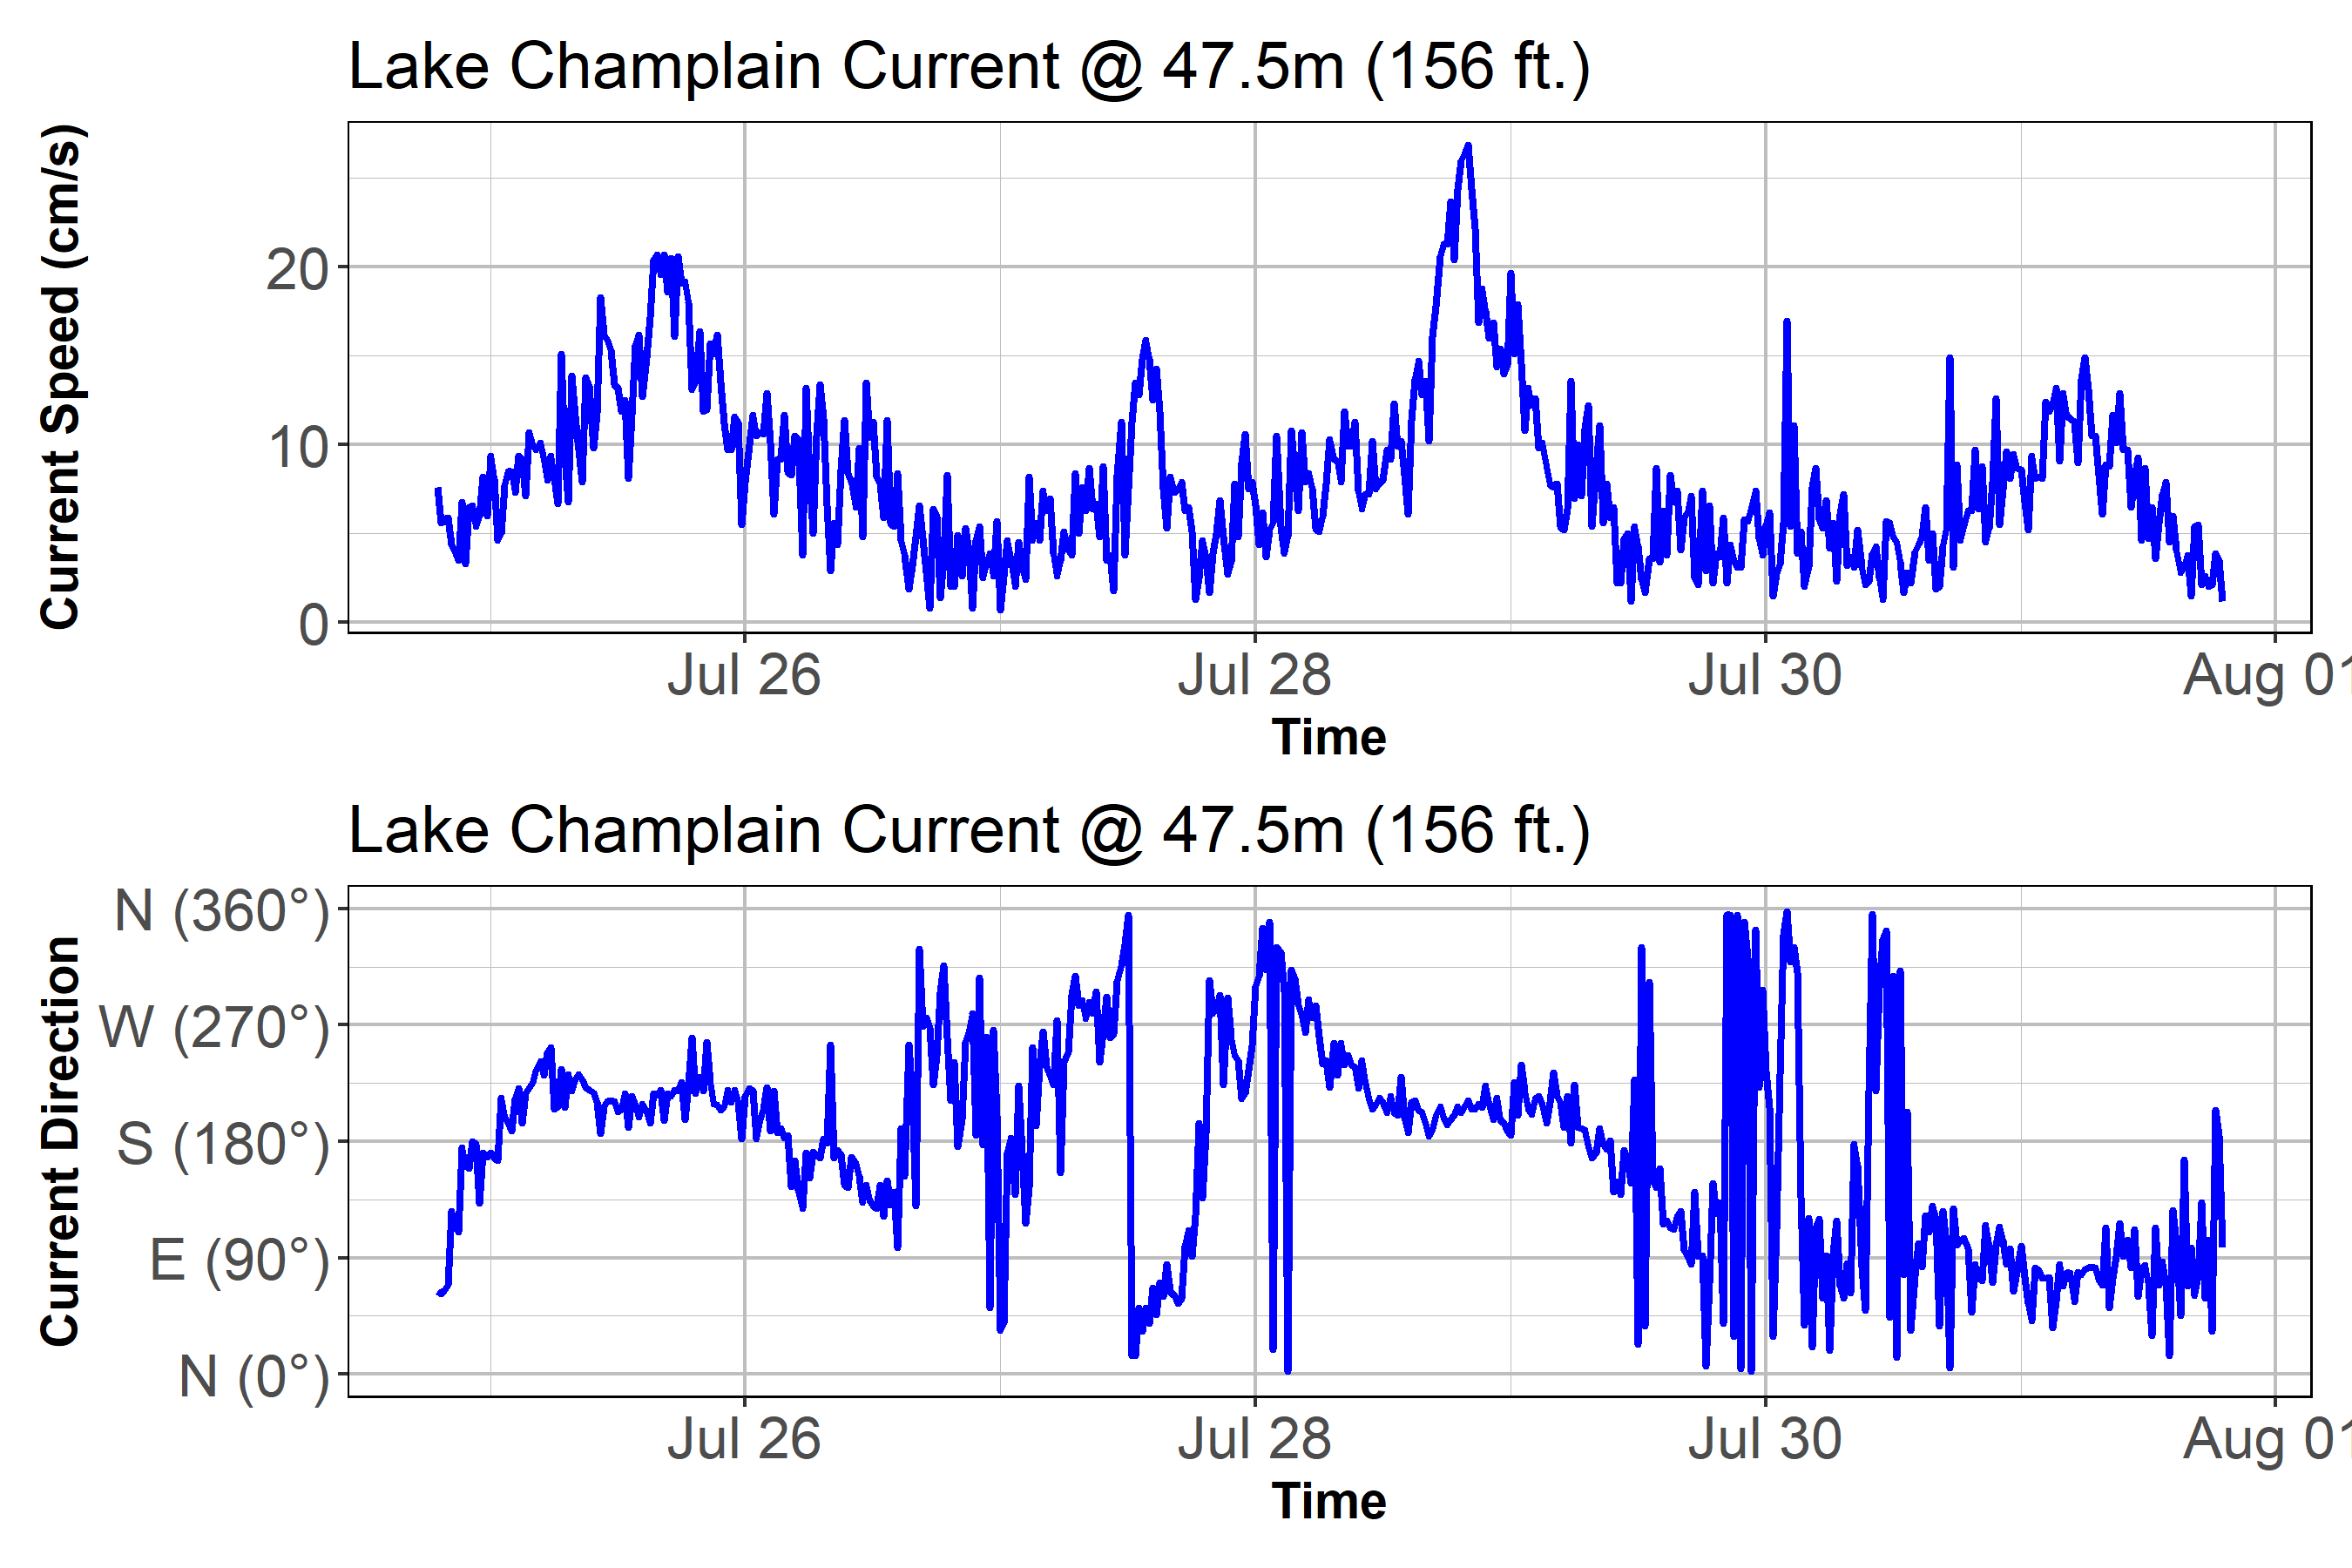 Lake Champlain Current @ 47.5m (156 ft.)
Current Speed (cm/s)
20
10
0
Jul 26 Jul 28 Jul 30 Aug 01
Time
Lake Champlain Current @ 47.5m (156 ft.)
Current Direction
N (360°)
W (270°)
S (180°)
E (90°)
N (0°)
Jul 26 Jul 28 Jul 30 Aug 01
Time